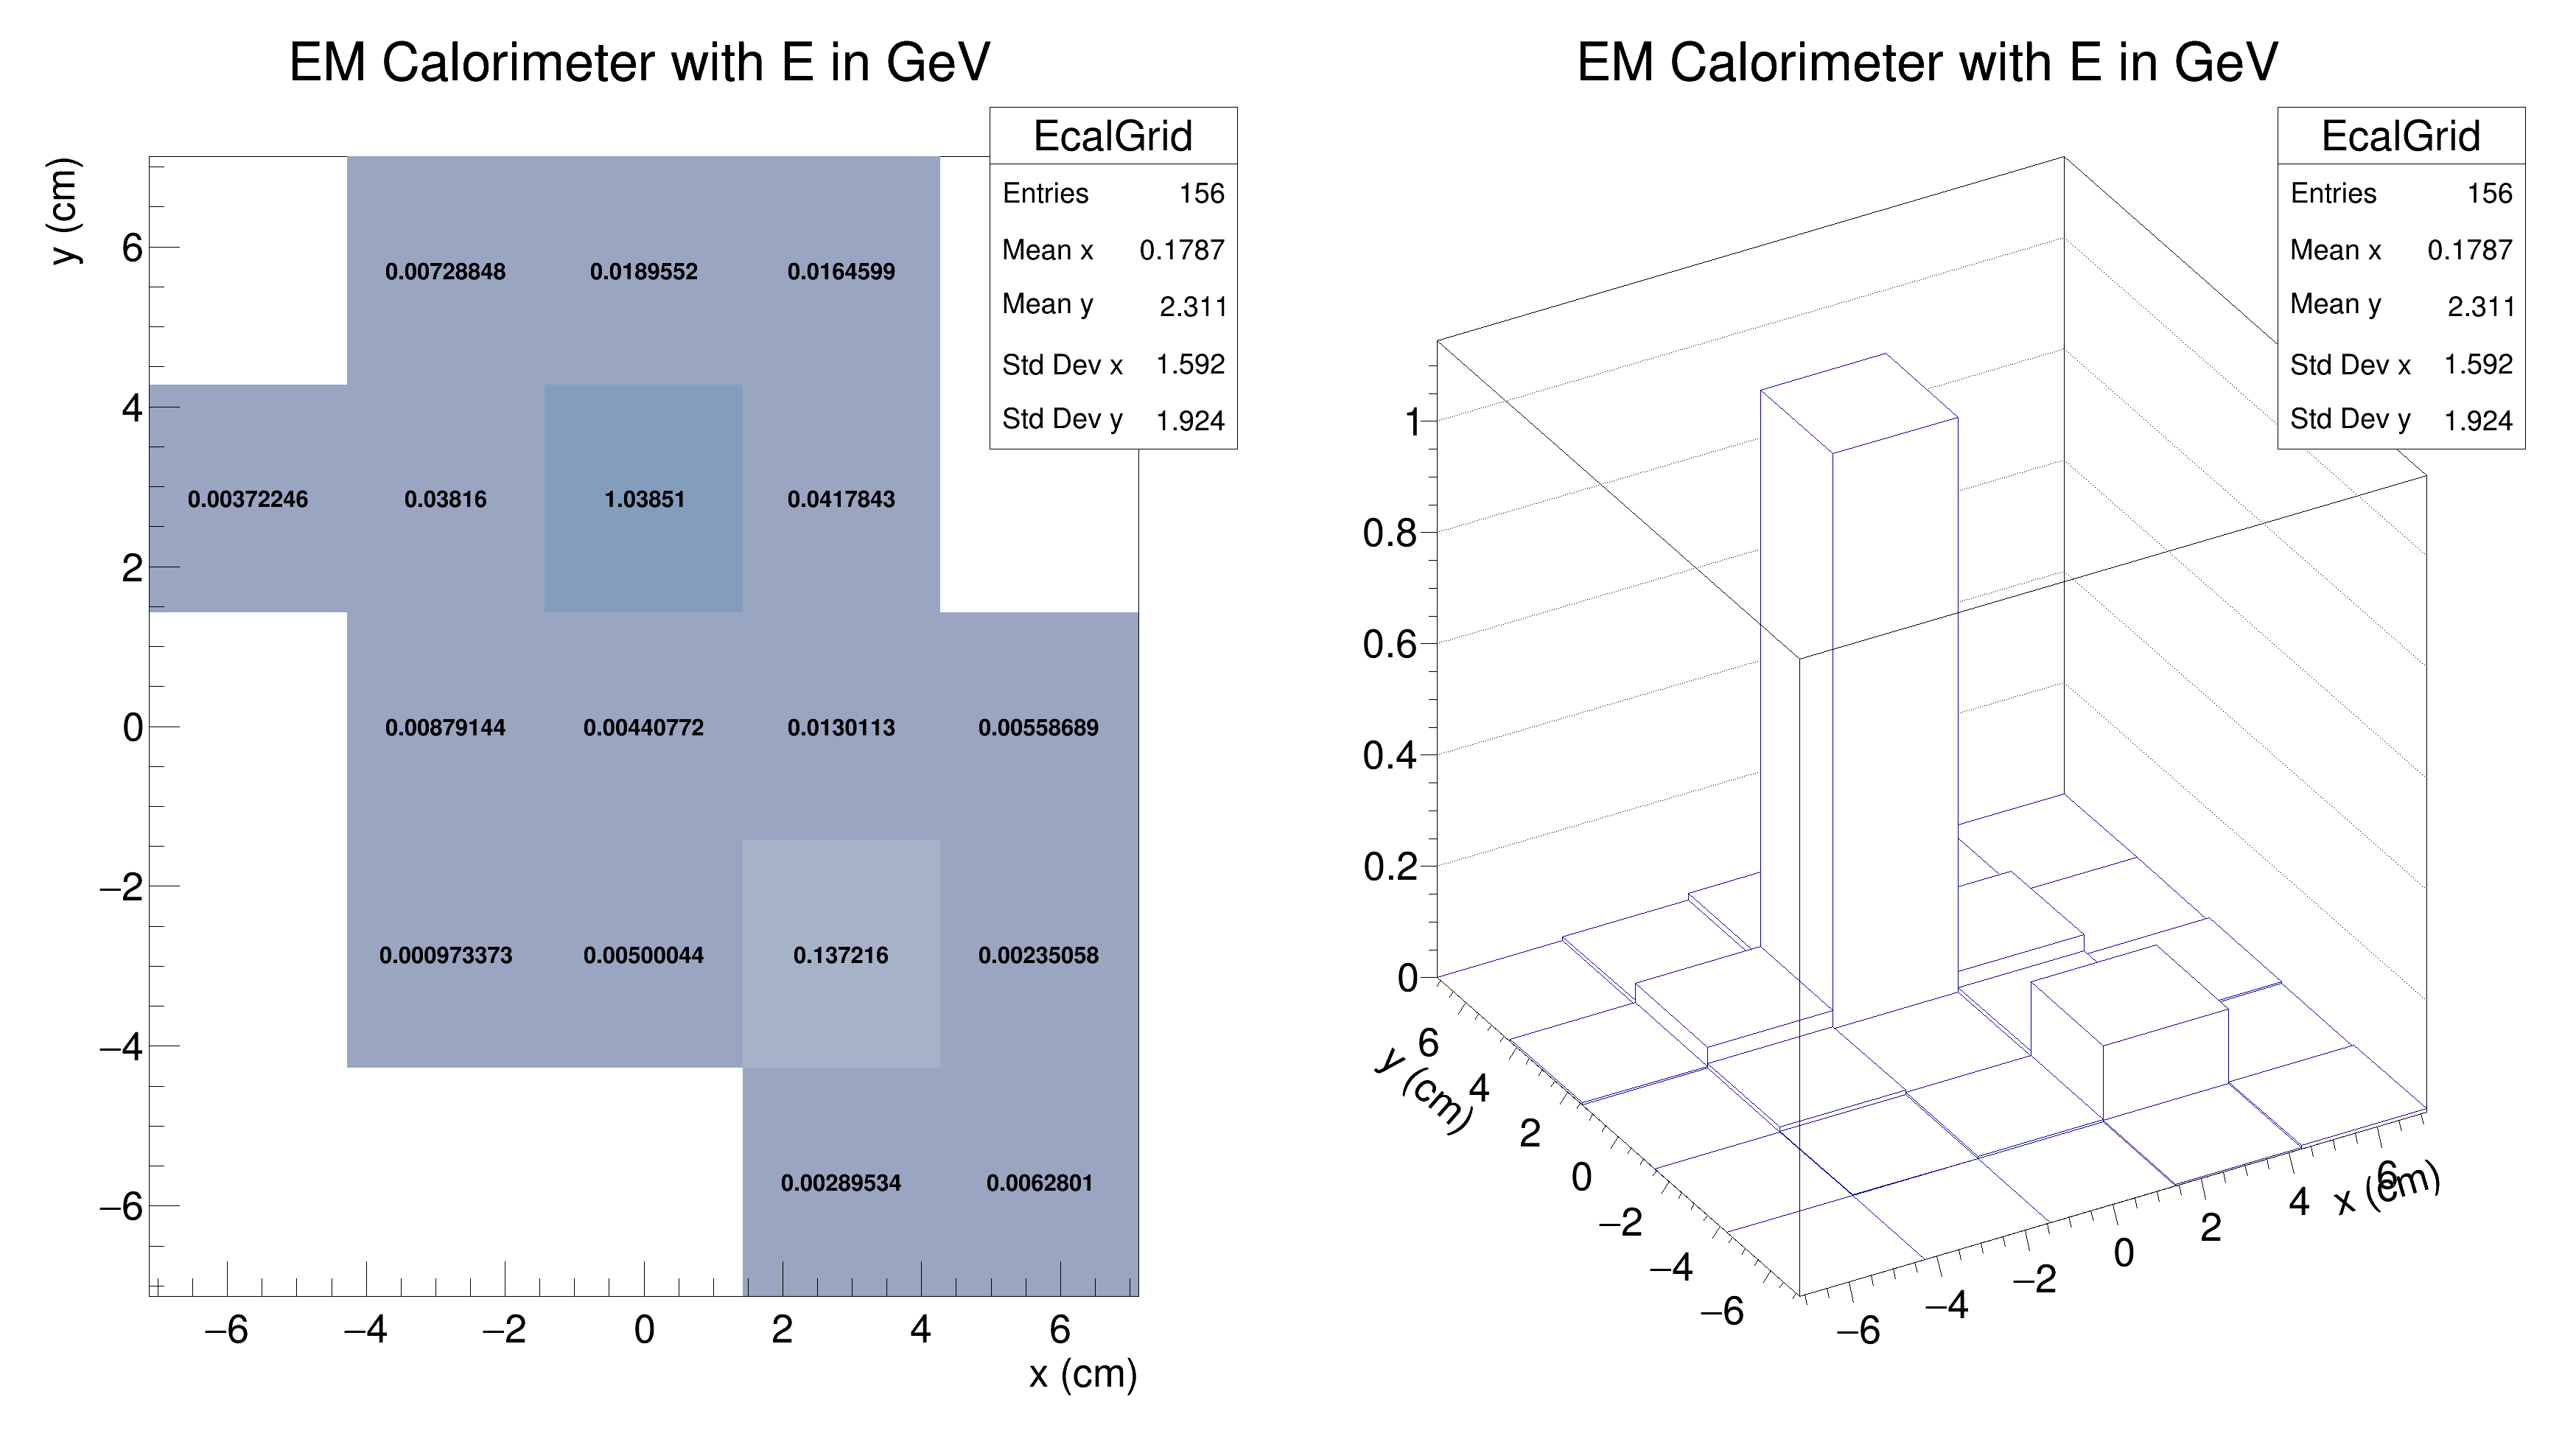 EM Calorimeter with E in GeV
EcalGrid
Entries 156
Mean x 0.1787
Mean y 2.311
Std Dev x 1.592
Std Dev y 1.924
y (cm)
6
4
2
0
−2
−4
−6
0.00728848 0.0189552 0.0164599
0.00372246 0.03816 1.03851 0.0417843
0.00879144 0.00440772 0.0130113 0.00558689
0.000973373 0.00500044 0.137216 0.00235058
0.00289534 0.0062801
−6 −4 −2 0 2 4 6
x (cm)
EM Calorimeter with E in GeV
EcalGrid
Entries 156
Mean x 0.1787
Mean y 2.311
Std Dev x 1.592
Std Dev y 1.924
1
0.8
0.6
0.4
0.2
0
y (cm)
6
4
2
0
−2
−4
−6
−6 −4 −2 0 2 4 6
x (cm)